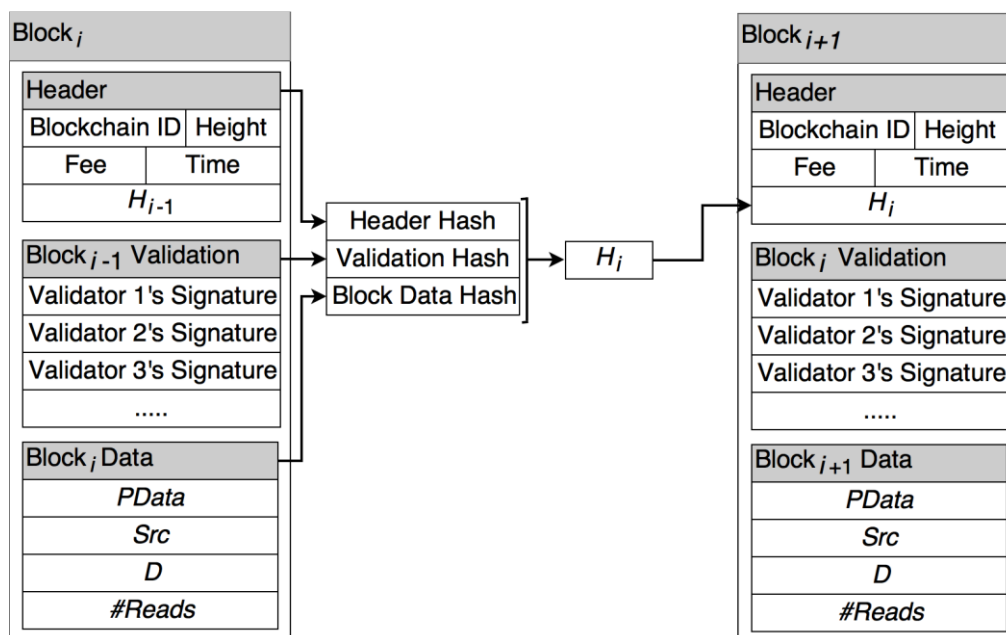 Block i
Header
Blockchain ID Height
Fee Time
H i-1
Block i-1 Validation
Validator 1's Signature
Validator 2's Signature
Validator 3's Signature
.....
Block i Data
PData
Src
D
#Reads
Header Hash
Validation Hash
Block Data Hash
H i
Block i+1
Header
Blockchain ID Height
Fee Time
H i
Block i Validation
Validator 1's Signature
Validator 2's Signature
Validator 3's Signature
.....
Block i+1 Data
PData
Src
D
#Reads